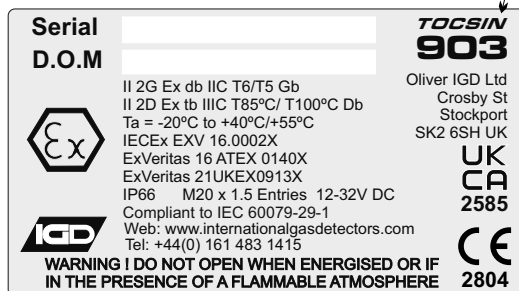 Serial
D.O.M
TOCSIN
903
Oliver IGD Ltd
Crosby St
Stockport
SK2 6SH UK
II 2G Ex db IIC T6/T5 Gb
II 2D Ex tb IIIC T85ºC/ T100ºC Db
Ta = -20ºC to +40ºC/+55ºC
IECEx EXV 16.0002X
ExVeritas 16 ATEX 0140X
ExVeritas 21UKEX0913X
IP66 M20 x 1.5 Entries 12-32V DC
Compliant to IEC 60079-29-1
Web: www.internationalgasdetectors.com
Tel: +44(0) 161 483 1415
Ex
IGD
UK
CA
2585
CE
2804
WARNING ! DO NOT OPEN WHEN ENERGISED OR IF
IN THE PRESENCE OF A FLAMMABLE ATMOSPHERE